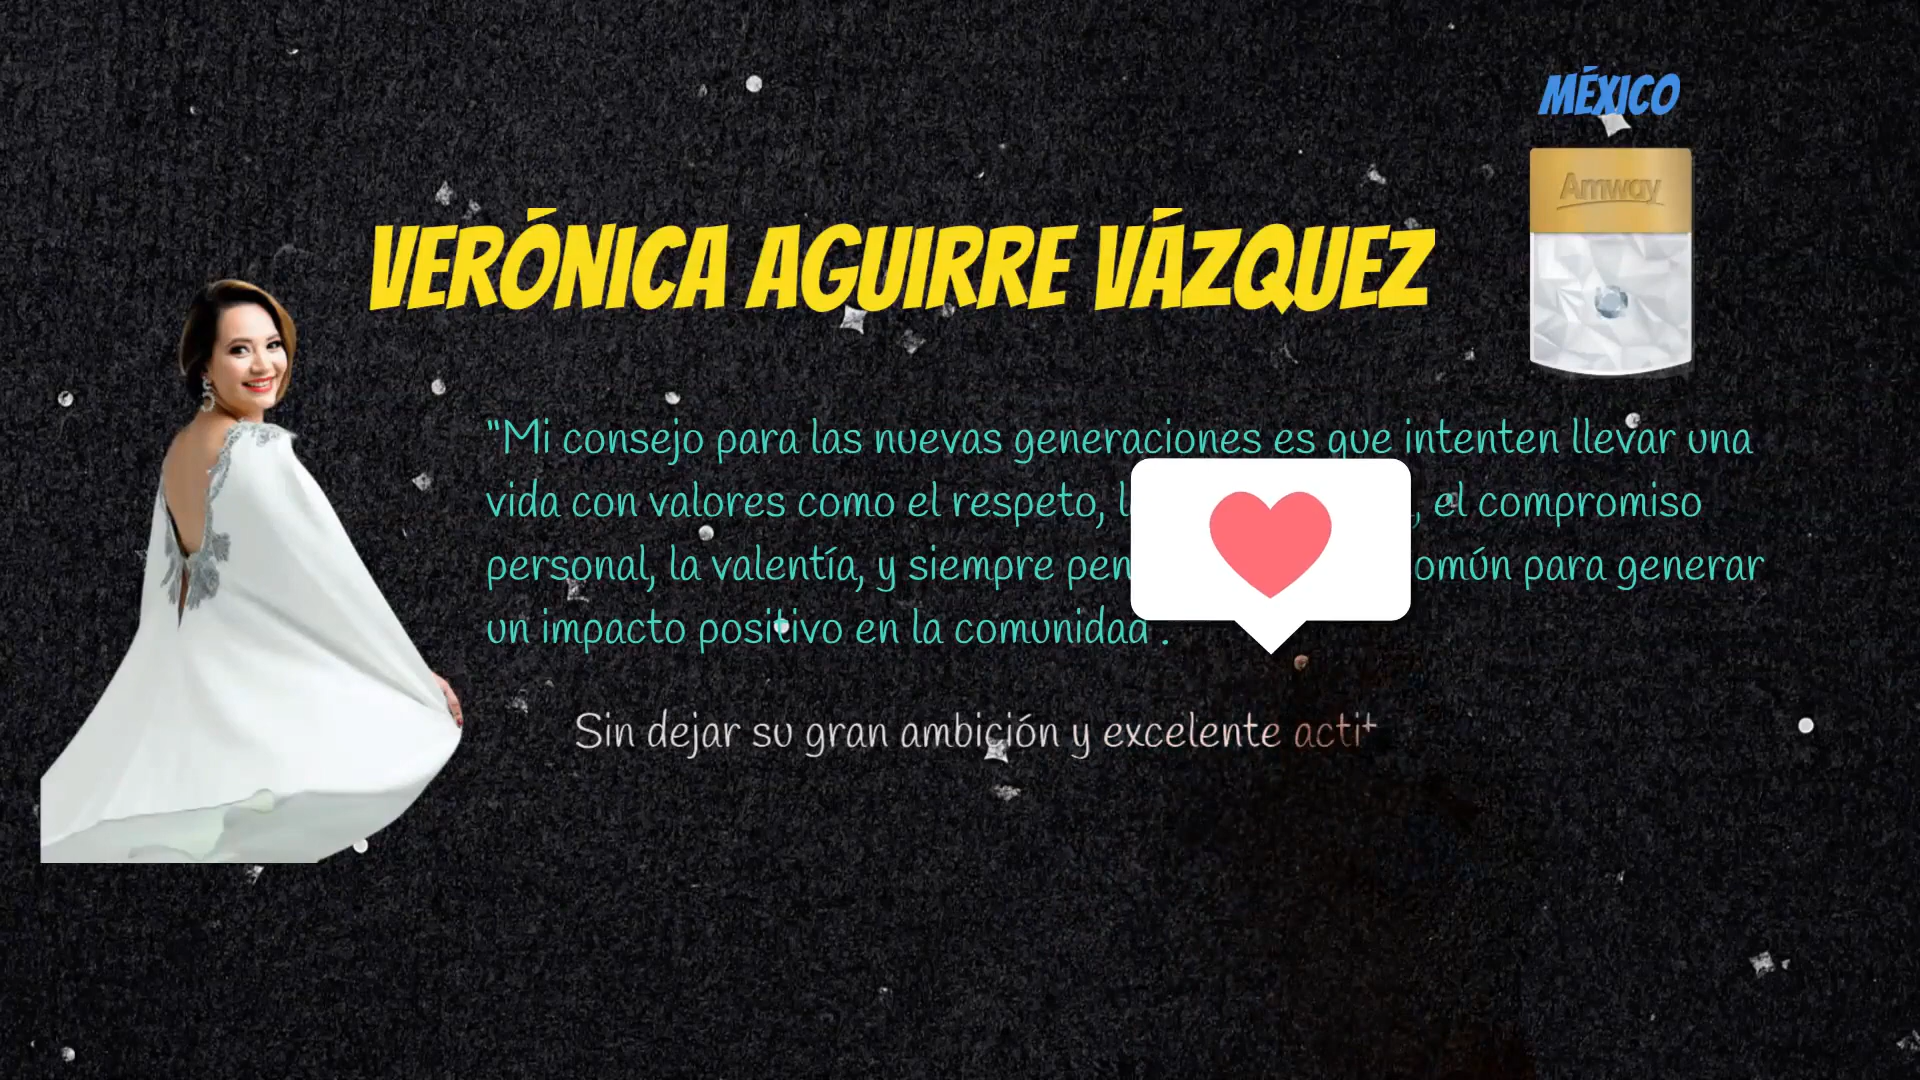 MÉXICO
Amway
VERÓNICA AGUIRRE VÁZQUEZ
"Mi consejo para las nuevas generaciones es que intenten llevar una
vida con valores como el respeto, , el compromiso
personal, la valentía, y siempre para generar
un impacto positivo en la comunidad".
Sin dejar su gran ambición y excelente